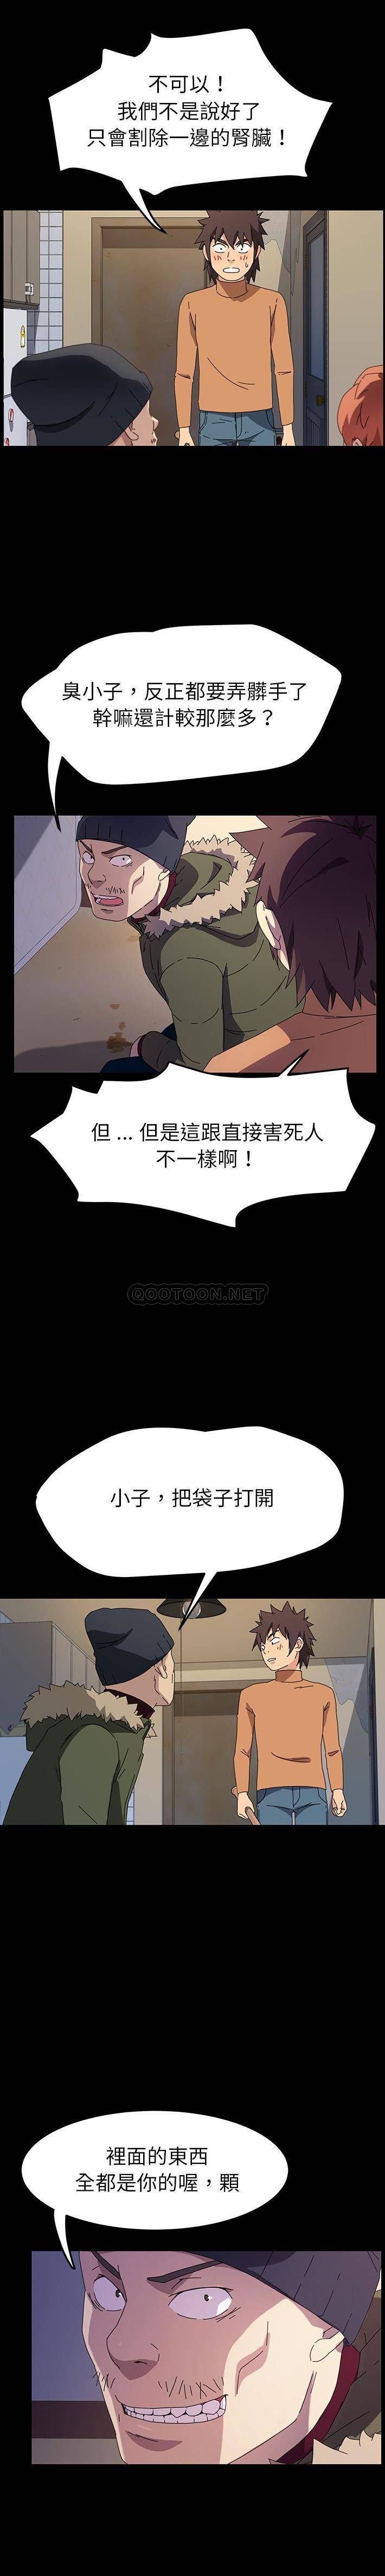 不可以！
我們不是說好了
只會割除一邊的腎臟！
臭小子，反正都要弄髒手了
幹嘛還計較那麼多？
但 ... 但是這跟直接害死人
不一樣啊！
QOOTOON.NET
小子，把袋子打開
裡面的東西
全都是你的喔，顆